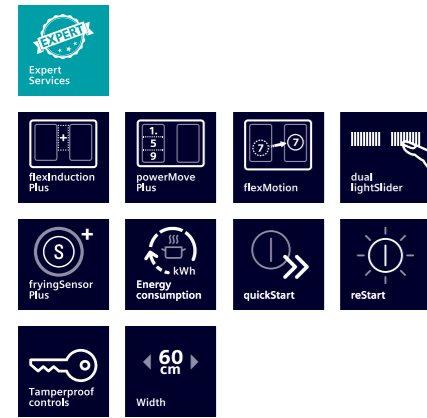 EXPERT
Expert
Services
+
flexInduction
Plus
1.
5
9
powerMove
Plus
7 7
flexMotion
dual
lightSlider
S +
fryingSensor
Plus
kWh
Energy
consumption
quickStart
reStart
Tamperproof
controls
60
cm
Width